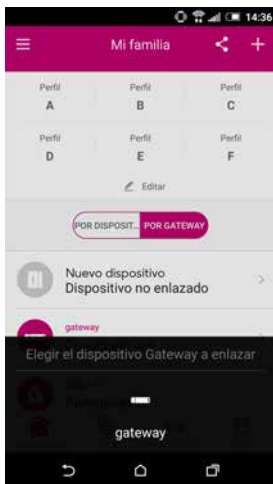 14:36
Mi familia
Perfil Perfil Perfil
A B C
Perfil Perfil Perfil
D E F
Editar
POR DISPOSIT... POR GATEWAY
Nuevo dispositivo
Dispositivo no enlazado
gateway
Elegir el dispositivo Gateway a enlazar
gateway